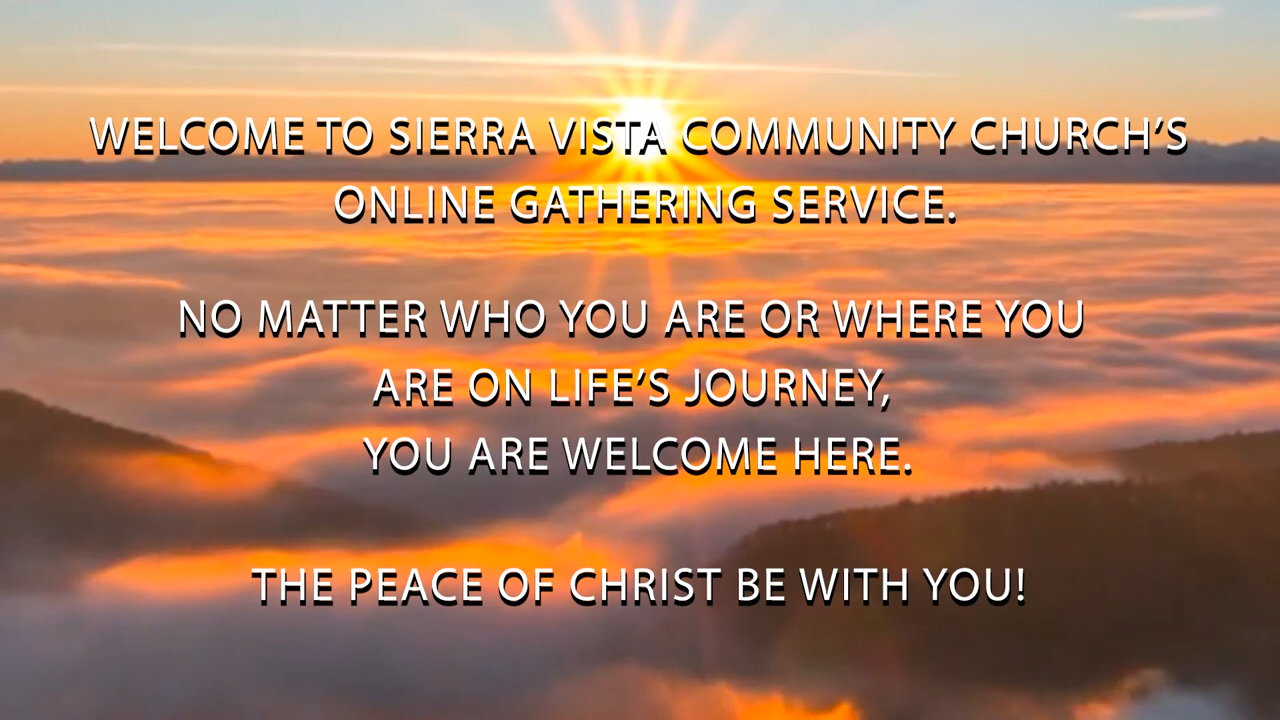 WELCOME TO SIERRA VISTA COMMUNITY CHURCH’S
ONLINE GATHERING SERVICE.
NO MATTER WHO YOU ARE OR WHERE YOU
ARE ON LIFE’S JOURNEY,
YOU ARE WELCOME HERE.
THE PEACE OF CHRIST BE WITH YOU!